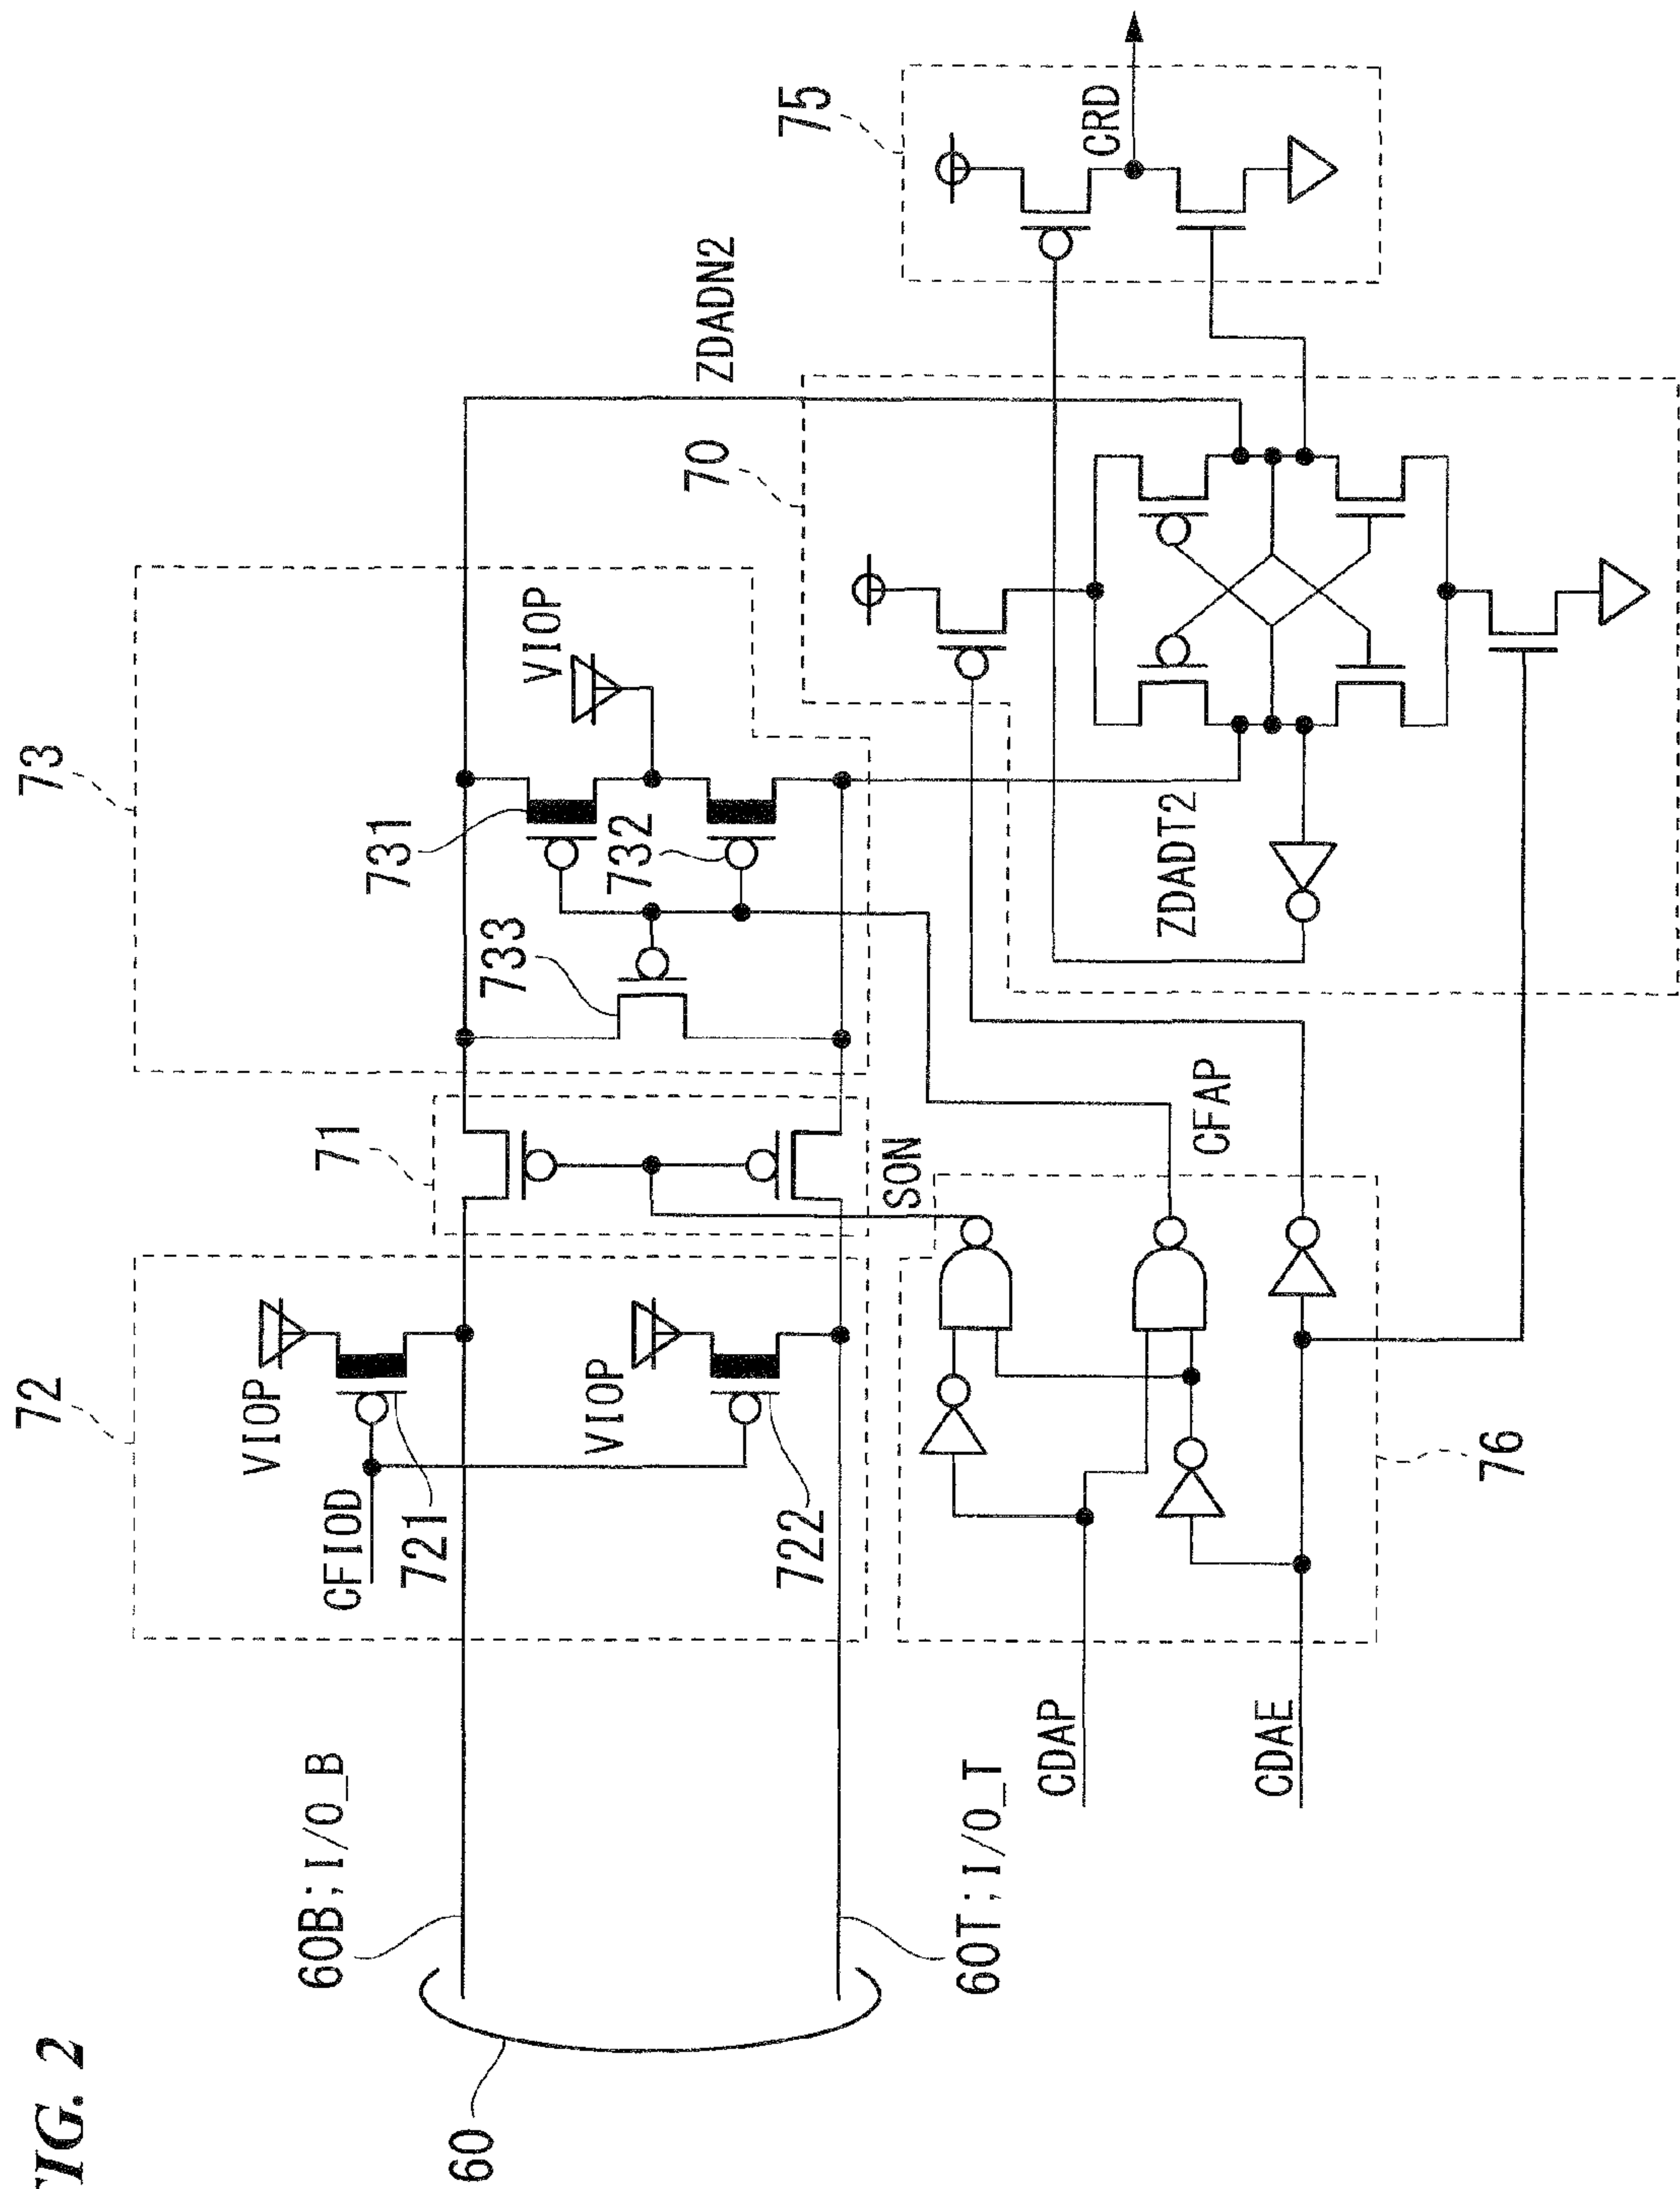 FIG. 2
60
60B;I/O_B
60T;I/O_T
72
VIOP
CFIOD
721
VIOP
722
71
SON
73
733
731
732
VIOP
ZDADN2
70
ZDADT2
75
CRD
CDAP
CDAE
76
CFAP